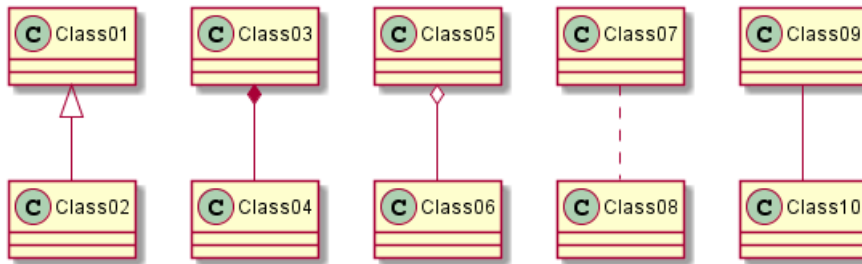 C Class01
C Class03
C Class05
C Class07
C Class09
C Class02
C Class04
C Class06
C Class08
C Class10